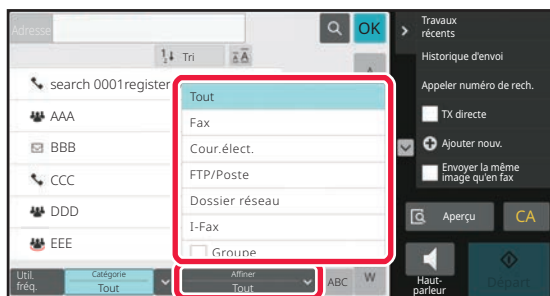 Adresse
OK
Tri
search 0001register
AAA
BBB
CCC
DDD
EEE
Tout
Fax
Cour.élect.
FTP/Poste
Dossier réseau
I-Fax
Groupe
Util.
fréq.
Catégorie
Tout
Affiner
Tout
ABC
W
Travaux
récents
Historique d'envoi
Appeler numéro de rech.
TX directe
Ajouter nouv.
Envoyer la même
image qu'en fax
Aperçu
CA
Haut-
parleur
Départ